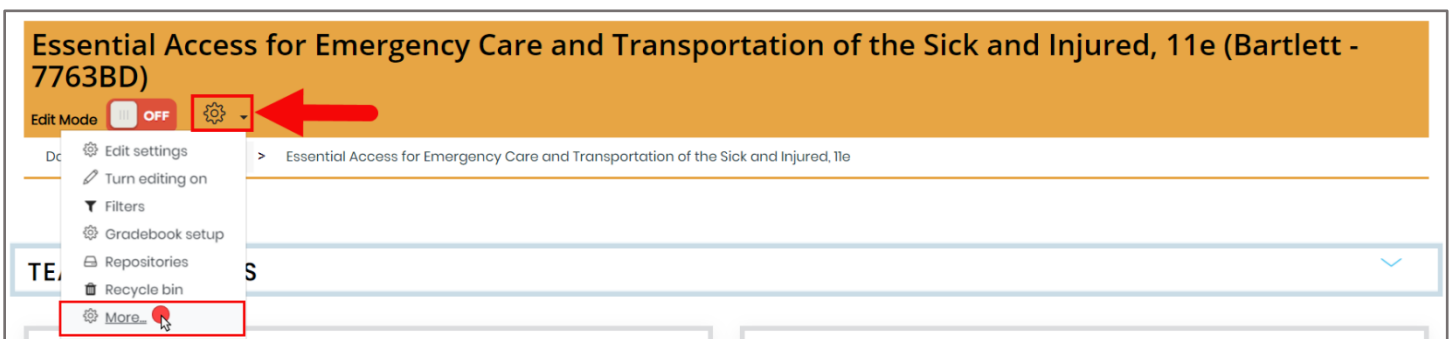 Essential Access for Emergency Care and Transportation of the Sick and Injured, 11e (Bartlett -
7763BD)
Edit Mode OFF
> Essential Access for Emergency Care and Transportation of the Sick and Injured, 11e
Edit settings
Turn editing on
Filters
Gradebook setup
Repositories
Recycle bin
More...